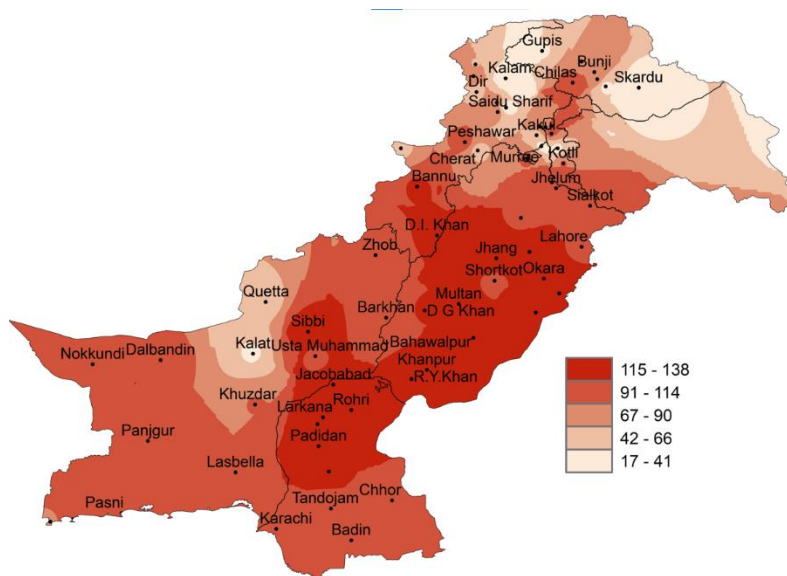 Gupis
Kalam
Bunji
Dir
Chilas
Skardu
Saidu Sharif
Kakul
Peshawar
Cherat
Murree
Kotli
Bannu
Jhelum
Sialkot
D.I. Khan
Zhob
Lahore
Jhang
Shortkot
Okara
Quetta
Multan
Barkhan
D G Khan
Sibbi
Kalat
Usta Muhammad
Bahawalpur
Nokkundi
Dalbandin
Khanpur
Jacobabad
R.Y.Khan
Khuzdar
Larkana
Rohri
Panjgur
Padidan
Lasbella
Pasni
Tandojam
Chhor
Karachi
Badin
115 - 138
91 - 114
67 - 90
42 - 66
17 - 41